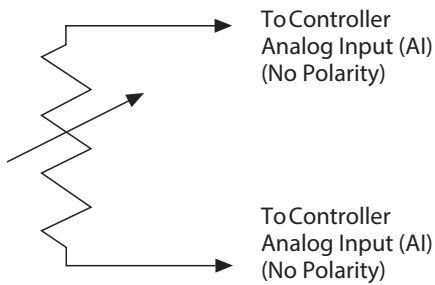 To Controller
Analog Input (AI)
(No Polarity)
To Controller
Analog Input (AI)
(No Polarity)